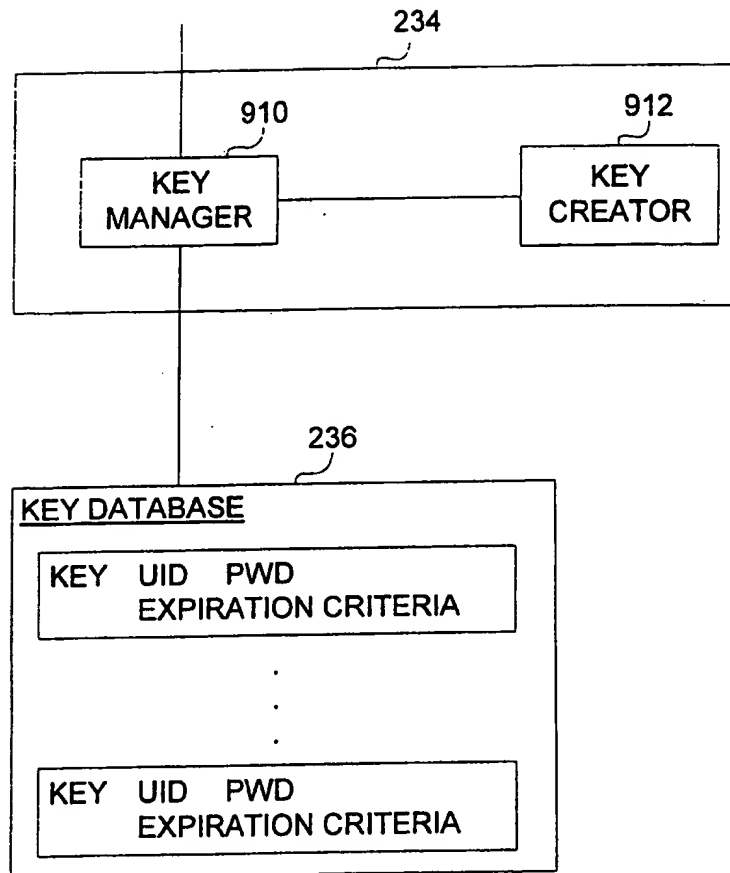 234
910
912
KEY
MANAGER
KEY
CREATOR
236
KEY DATABASE
KEY UID PWD
EXPIRATION CRITERIA
KEY UID PWD
EXPIRATION CRITERIA